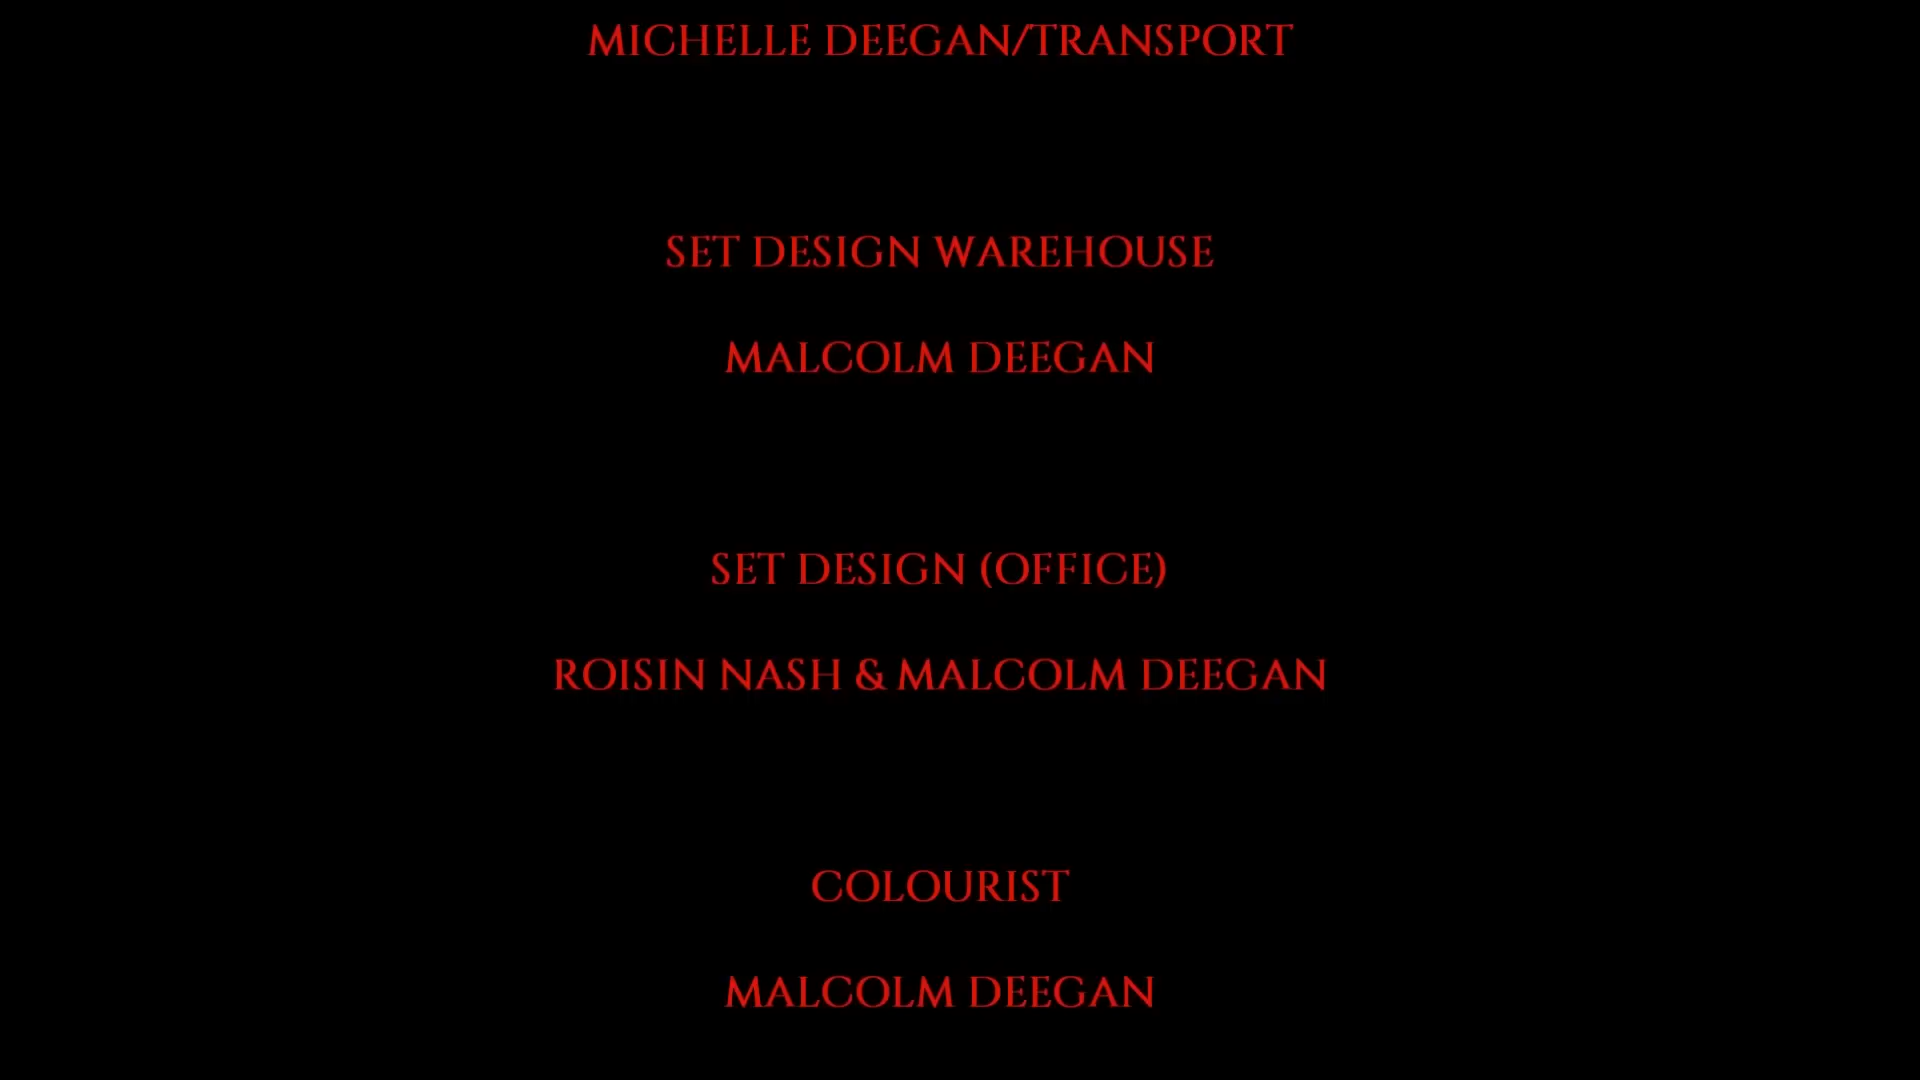 MICHELLE DEEGAN/TRANSPORT
SET DESIGN WAREHOUSE
MALCOLM DEEGAN
SET DESIGN (OFFICE)
ROISIN NASH & MALCOLM DEEGAN
COLOURIST
MALCOLM DEEGAN